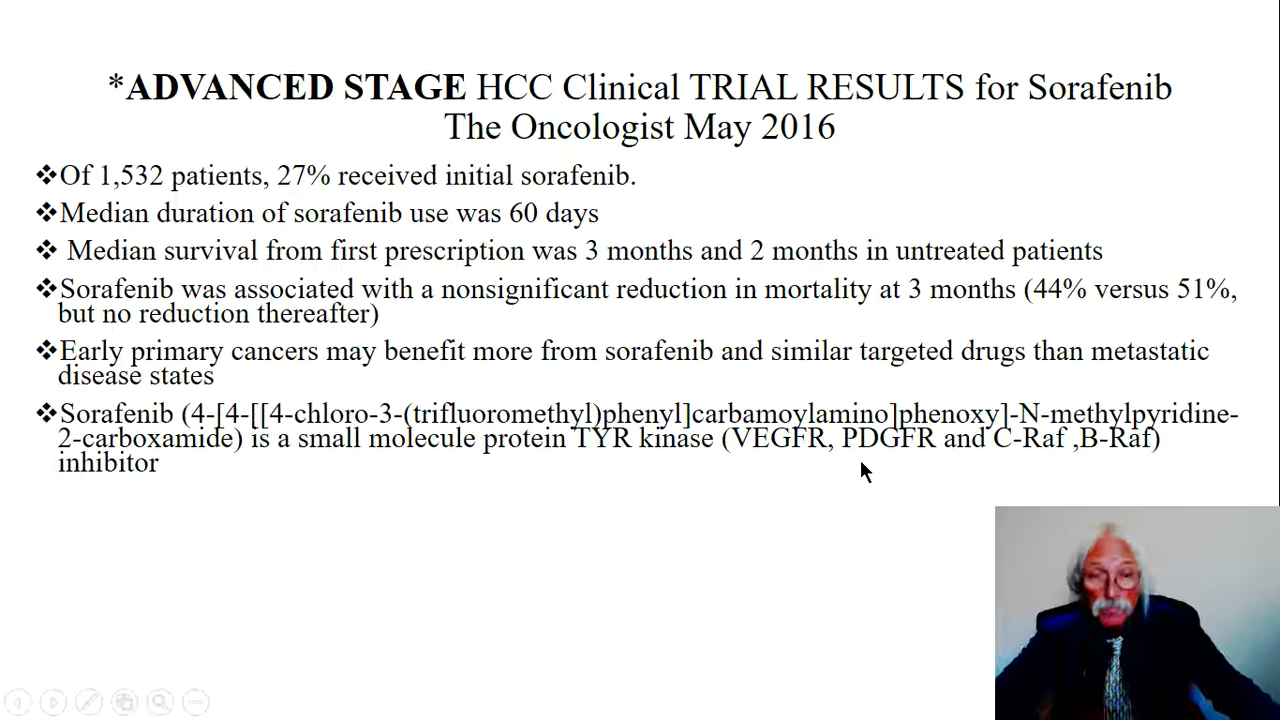 *ADVANCED STAGE HCC Clinical TRIAL RESULTS for Sorafenib
The Oncologist May 2016
❖Of 1,532 patients, 27% received initial sorafenib.
❖Median duration of sorafenib use was 60 days
❖ Median survival from first prescription was 3 months and 2 months in untreated patients
❖Sorafenib was associated with a nonsignificant reduction in mortality at 3 months (44% versus 51%,
but no reduction thereafter)
❖Early primary cancers may benefit more from sorafenib and similar targeted drugs than metastatic
disease states
❖Sorafenib (4-[4-[[4-chloro-3-(trifluoromethyl)phenyl]carbamoylamino]phenoxy]-N-methylpyridine-
2-carboxamide) is a small molecule protein TYR kinase (VEGFR, PDGFR and C-Raf ,B-Raf)
inhibitor